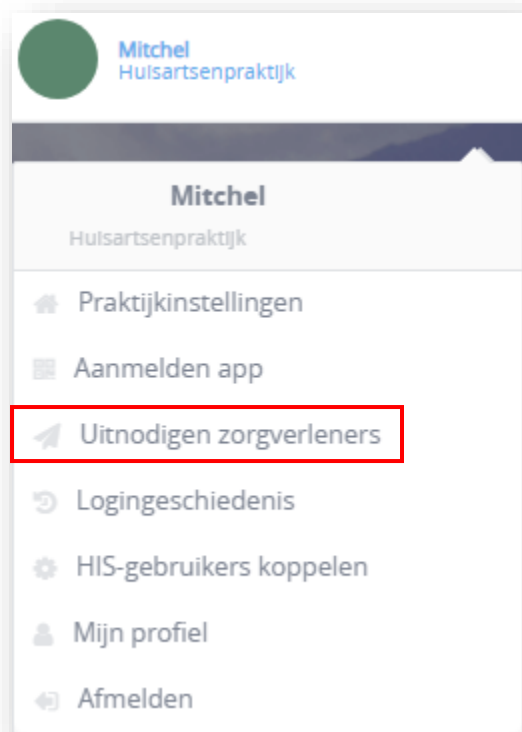 Mitchel
Huisartsenpraktijk
Mitchel
Huisartsenpraktijk
Praktijkinstellingen
Aanmelden app
Uitnodigen zorgverleners
Logingeschiedenis
HIS-gebruikers koppelen
Mijn profiel
Afmelden